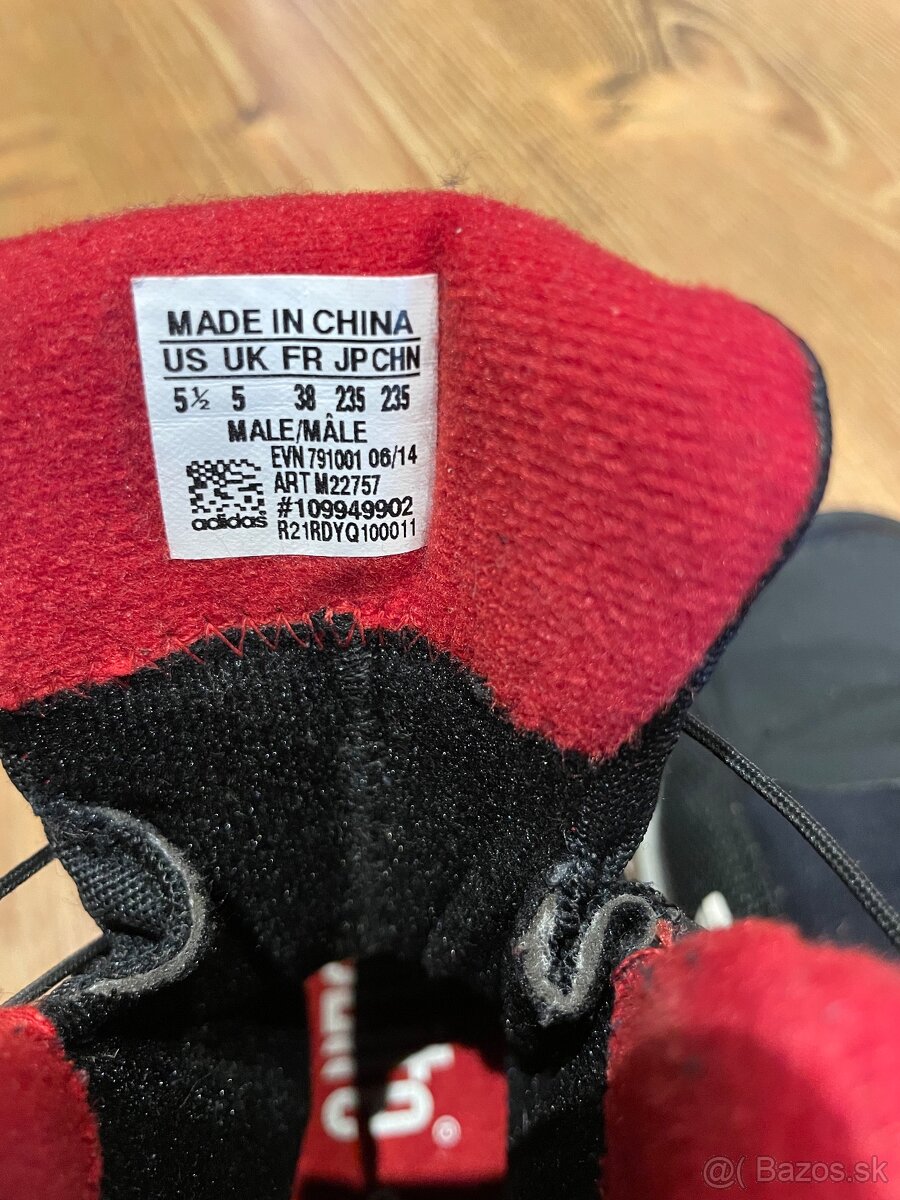 MADE IN CHINA
US UK FR JP CHN
5½ 5 38 235 235
MALE/MÂLE
EVN 791001 06/14
ART M22757
#109949902
R21RDYQ100011
adidas
®
@( Bazos.sk